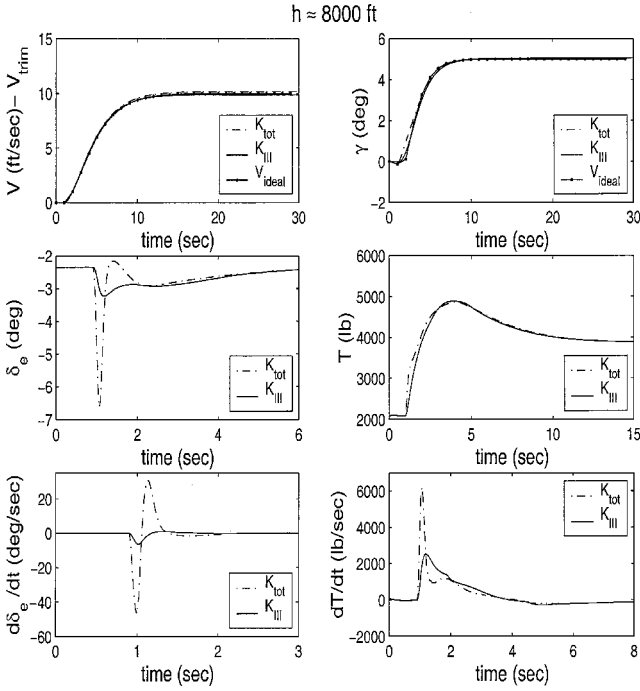 h ≈ 8000 ft
V (ft/sec) − V_trim
15
10
5
0
0 10 20 30
time (sec)
K_tot
K_III
V_ideal
γ (deg)
6
4
2
0
−2
0 10 20 30
time (sec)
K_tot
K_III
V_ideal
δ_e (deg)
−2
−3
−4
−5
−6
−7
0 2 4 6
time (sec)
K_tot
K_III
T (lb)
6000
5000
4000
3000
2000
0 5 10 15
time (sec)
K_tot
K_III
dδ_e/dt (deg/sec)
20
0
−20
−40
−60
0 1 2 3
time (sec)
K_tot
K_III
dT/dt (lb/sec)
6000
4000
2000
0
−2000
0 2 4 6 8
time (sec)
K_tot
K_III